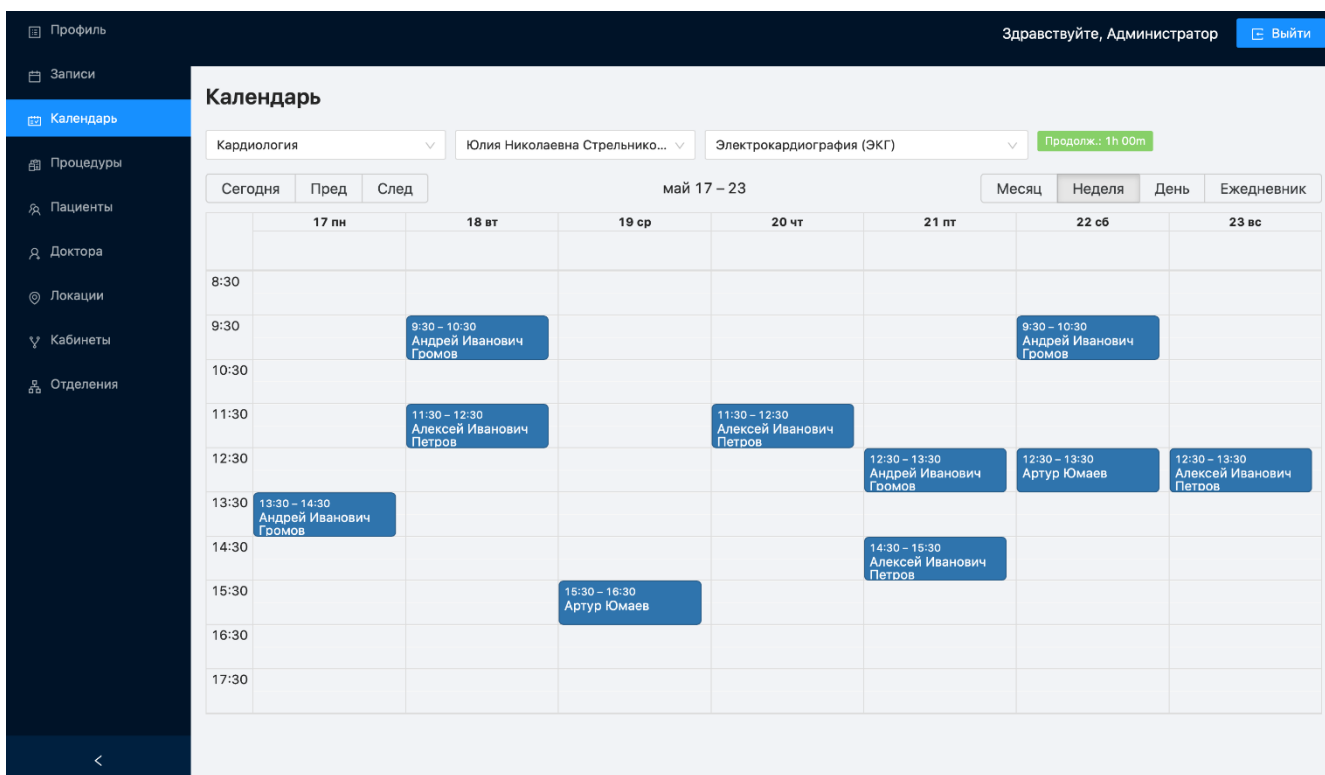 Профиль
Здравствуйте, Администратор
Выйти
Записи
Календарь
Процедуры
Пациенты
Доктора
Локации
Кабинеты
Отделения
Календарь
Кардиология
Юлия Николаевна Стрельнико...
Электрокардиография (ЭКГ)
Продолж.: 1h 00m
Сегодня Пред След
май 17 – 23
Месяц Неделя День Ежедневник
17 пн 18 вт 19 ср 20 чт 21 пт 22 сб 23 вс
8:30
9:30
9:30 – 10:30
Андрей Иванович
Громов
9:30 – 10:30
Андрей Иванович
Громов
10:30
11:30
11:30 – 12:30
Алексей Иванович
Петров
11:30 – 12:30
Алексей Иванович
Петров
12:30
12:30 – 13:30
Андрей Иванович
Громов
12:30 – 13:30
Артур Юмаев
12:30 – 13:30
Алексей Иванович
Петров
13:30
13:30 – 14:30
Андрей Иванович
Громов
14:30
14:30 – 15:30
Алексей Иванович
Петров
15:30
15:30 – 16:30
Артур Юмаев
16:30
17:30